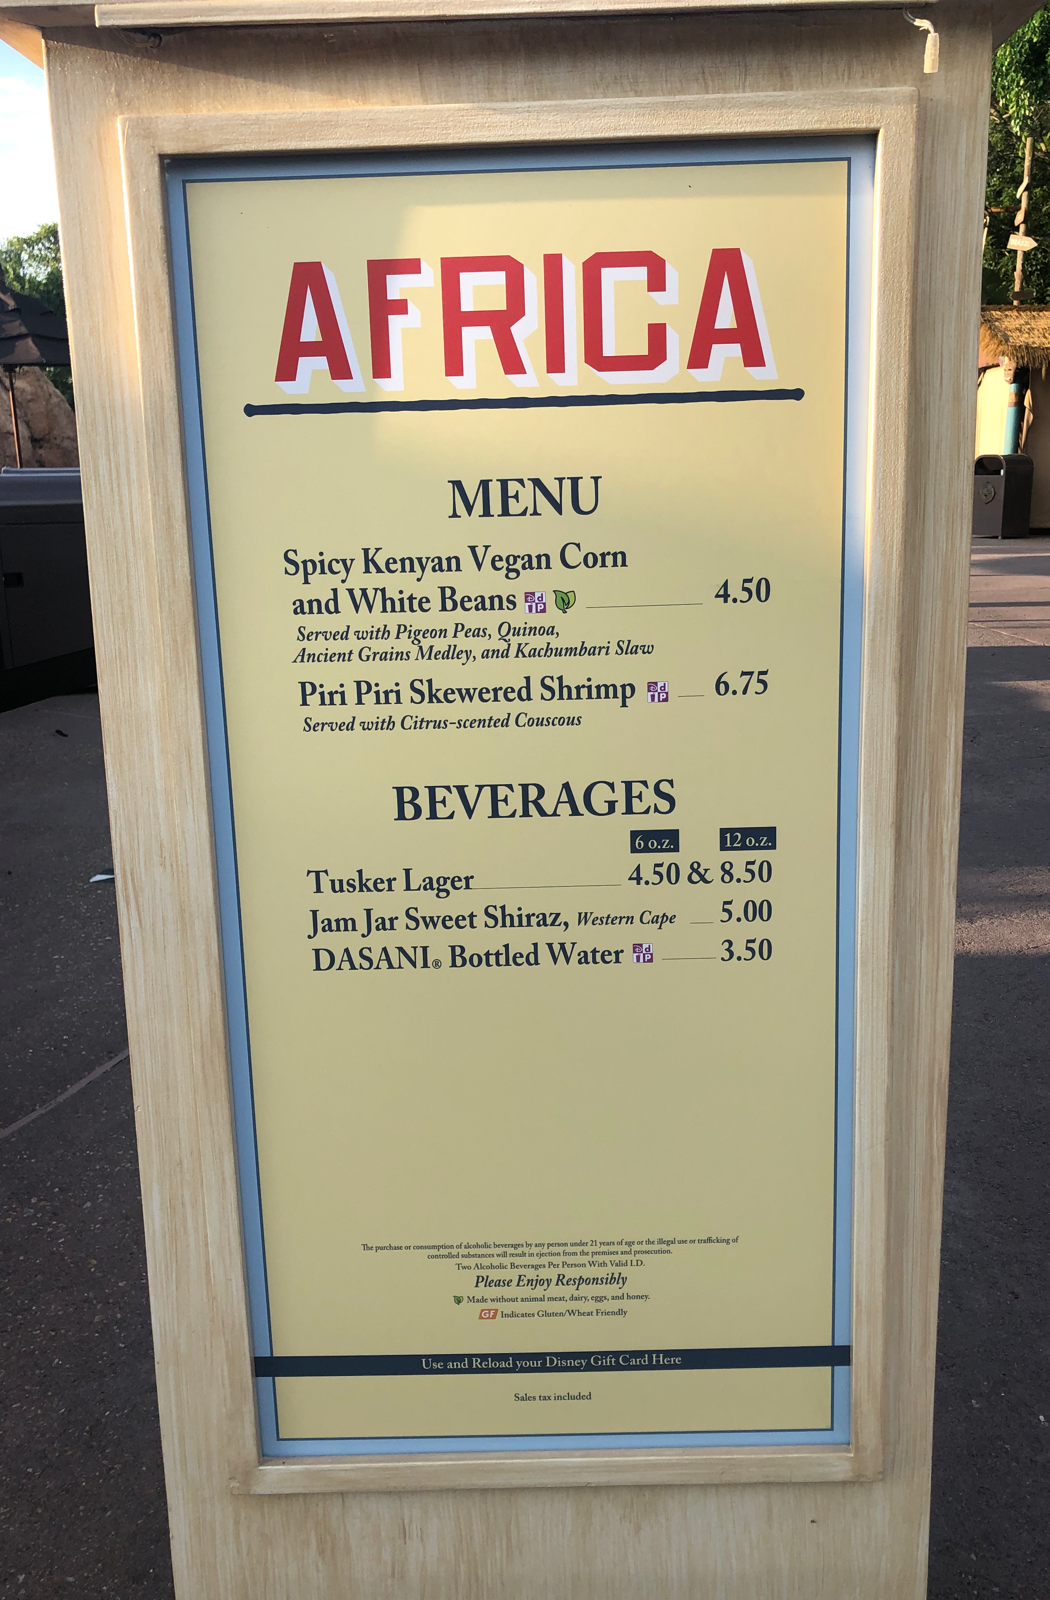 AFRICA
MENU
Spicy Kenyan Vegan Corn
and White Beans 4.50
Served with Pigeon Peas, Quinoa,
Ancient Grains Medley, and Kachumbari Slaw
Piri Piri Skewered Shrimp 6.75
Served with Citrus-scented Couscous
BEVERAGES
6 o.z. 12 o.z.
Tusker Lager 4.50 & 8.50
Jam Jar Sweet Shiraz, Western Cape 5.00
DASANI® Bottled Water 3.50
The purchase or consumption of alcoholic beverages by any person under 21 years of age or the illegal use or trafficking of
controlled substances will result in ejection from the premises and prosecution.
Two Alcoholic Beverages Per Person With Valid I.D.
Please Enjoy Responsibly
Made without animal meat, dairy, eggs, and honey.
GF Indicates Gluten/Wheat Friendly
Use and Reload your Disney Gift Card Here
Sales tax included